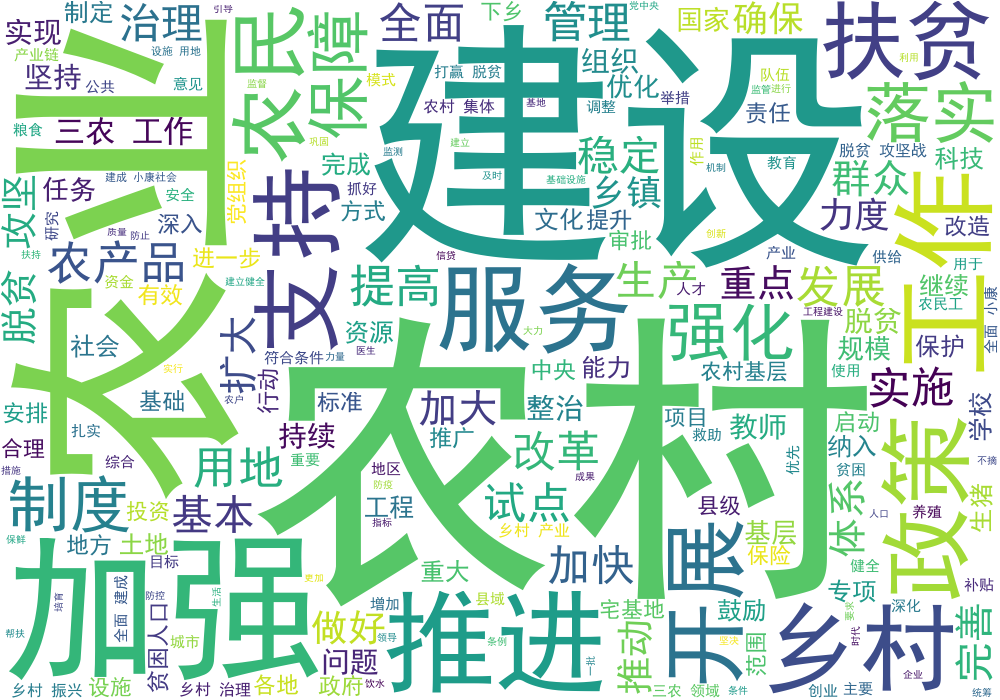 引导
党中央
制定
治理
农民
保障
全面
下乡
管理
国家
确保
扶贫
实现
产业链
设施 用地
坚持
公共
意见
监督
模式
打赢 脱贫
组织
优化
队伍
监管
进行
利用
农业
建设
农村 集体
基地
调整
举措
责任
落实
粮食
三农 工作
巩固
监测
建立
完成
稳定
作用
机制
教育
脱贫 攻坚战
科技
攻坚
任务
建成 小康社会
安全
党组织
抓好
及时
基础设施
乡镇
群众
研究
质量
防止
深入
支持
方式
文化
提升
创新
力度
工作
改造
扶持
农产品
进一步
信贷
审批
产业
供给
用于
脱贫
资金
有效
建立健全
提高
服务
生产
人才
重点
发展
继续
农民工
全面 小康
扩大
资源
大力
强化
工程建设
脱贫
社会
符合条件
力量
医生
规模
保护
实行
行动
中央
能力
农村基层
使用
实施
安排
基础
农户
标准
加大
整治
农村
项目
教师
启动
学校
扎实
推广
救助
纳入
政策
合理
持续
改革
优先
贫困
措施
综合
用地
重要
地区
防疫
成果
不摘
制度
投资
基本
指标
工程
试点
县级
体系
人口
养殖
生猪
保鲜
地方
土地
乡村 产业
基层
目标
加快
保险
健全
更加
重大
开展
专项
补贴
加强
培育
全面 建成
防控
生活
增加
县域
宅基地
鼓励
要求
深化
完善
帮扶
贫困人口
城市
做好
领导
推进
条例
推动
坚决
范围
乡村
时代
企业
乡村 振兴
设施
乡村 治理
各地
问题
政府
饮水
一批
三农 领域
条件
创业
主要
统筹